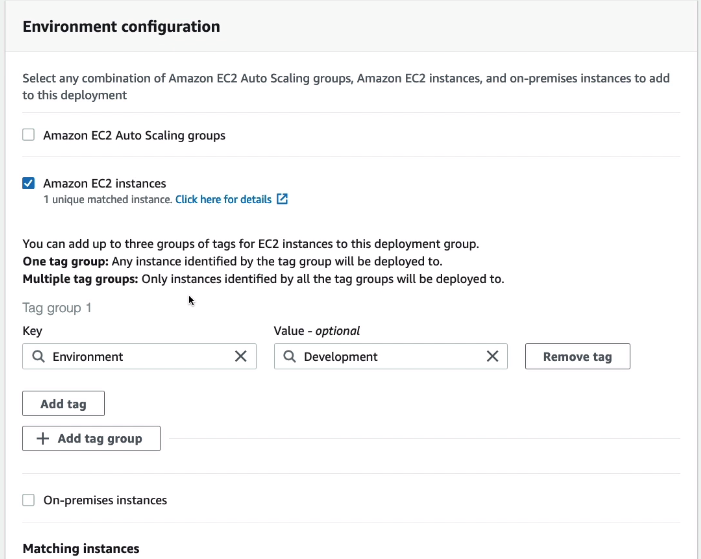 Environment configuration
Select any combination of Amazon EC2 Auto Scaling groups, Amazon EC2 instances, and on-premises instances to add
to this deployment
Amazon EC2 Auto Scaling groups
Amazon EC2 instances
1 unique matched instance. Click here for details
You can add up to three groups of tags for EC2 instances to this deployment group.
One tag group: Any instance identified by the tag group will be deployed to.
Multiple tag groups: Only instances identified by all the tag groups will be deployed to.
Tag group 1
Key Value - optional
Environment Development Remove tag
Add tag
Add tag group
On-premises instances
Matching instances